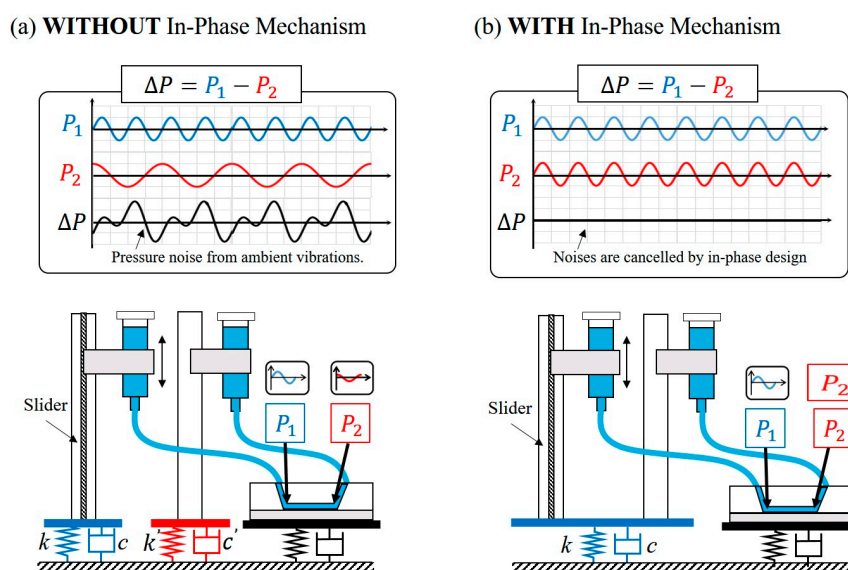 (a) WITHOUT In-Phase Mechanism
ΔP = P₁ − P₂
P₁
P₂
ΔP
Pressure noise from ambient vibrations.
Slider
P₁
P₂
k
c
k'
c'
(b) WITH In-Phase Mechanism
ΔP = P₁ − P₂
P₁
P₂
ΔP
Noises are cancelled by in-phase design
Slider
P₂
P₁
P₂
k
c